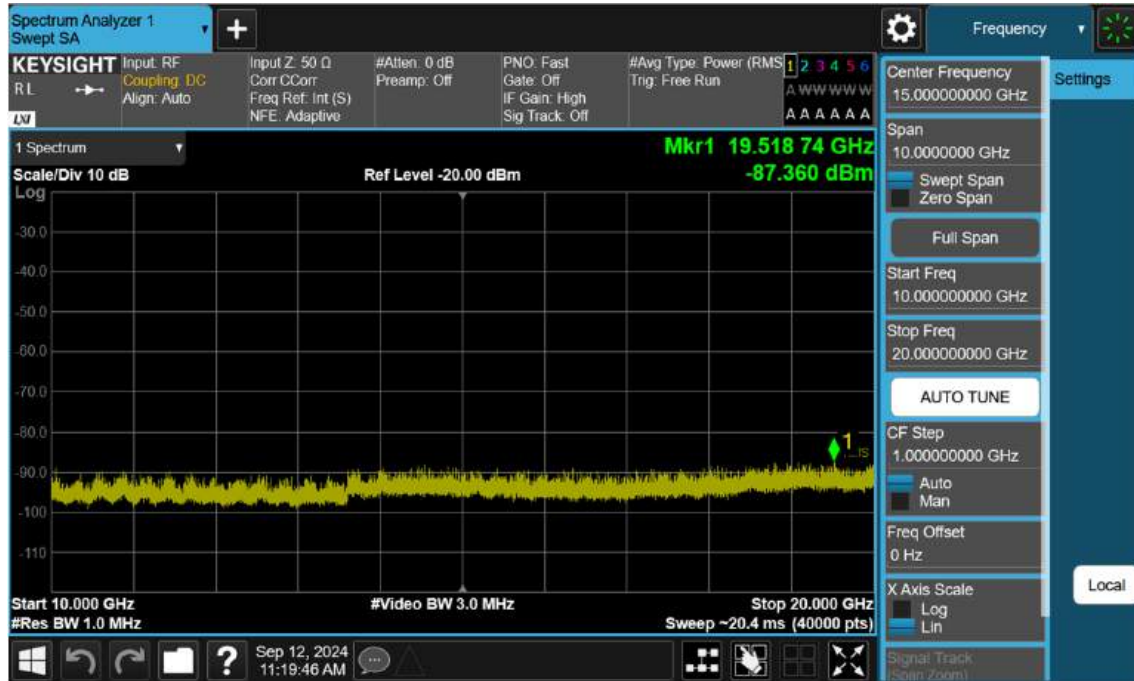 Spectrum Analyzer 1
Swept SA
+
Frequency
KEYSIGHT
RL
LXI
Input: RF
Coupling: DC
Align: Auto
Input Z: 50 Ω
Corr CCorr
Freq Ref: Int (S)
NFE: Adaptive
#Atten: 0 dB
Preamp: Off
PNO: Fast
Gate: Off
IF Gain: High
Sig Track: Off
#Avg Type: Power (RMS
Trig: Free Run
1 2 3 4 5 6
A W W W W W
A A A A A A
1 Spectrum
Scale/Div 10 dB
Ref Level -20.00 dBm
Mkr1 19.518 74 GHz
-87.360 dBm
Log
-30.0
-40.0
-50.0
-60.0
-70.0
-80.0
-90.0
-100
-110
1
Start 10.000 GHz
#Res BW 1.0 MHz
#Video BW 3.0 MHz
Stop 20.000 GHz
Sweep ~20.4 ms (40000 pts)
Sep 12, 2024
11:19:46 AM
?
Center Frequency
15.000000000 GHz
Settings
Span
10.0000000 GHz
Swept Span
Zero Span
Full Span
Start Freq
10.000000000 GHz
Stop Freq
20.000000000 GHz
AUTO TUNE
CF Step
1.000000000 GHz
Auto
Man
Freq Offset
0 Hz
X Axis Scale
Log
Lin
Local
Signal Track
(Span Zoom)